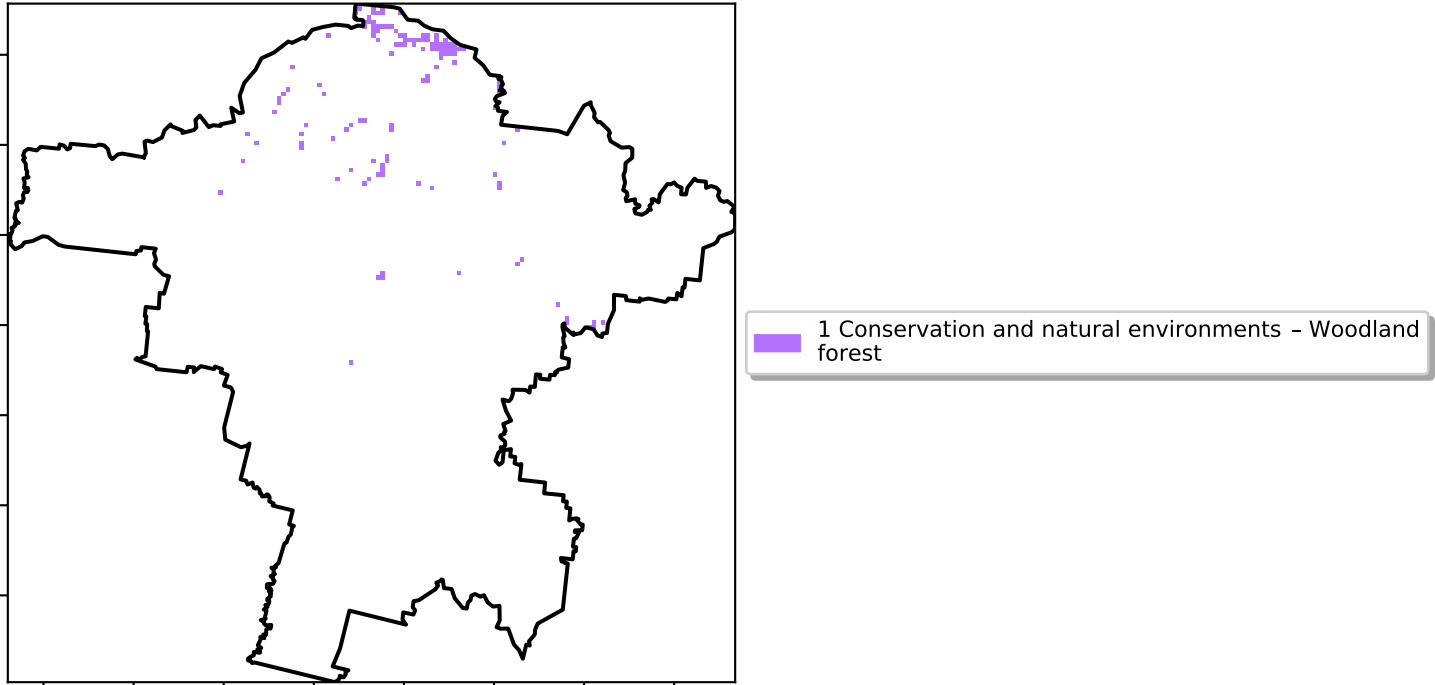 1 Conservation and natural environments – Woodland
forest